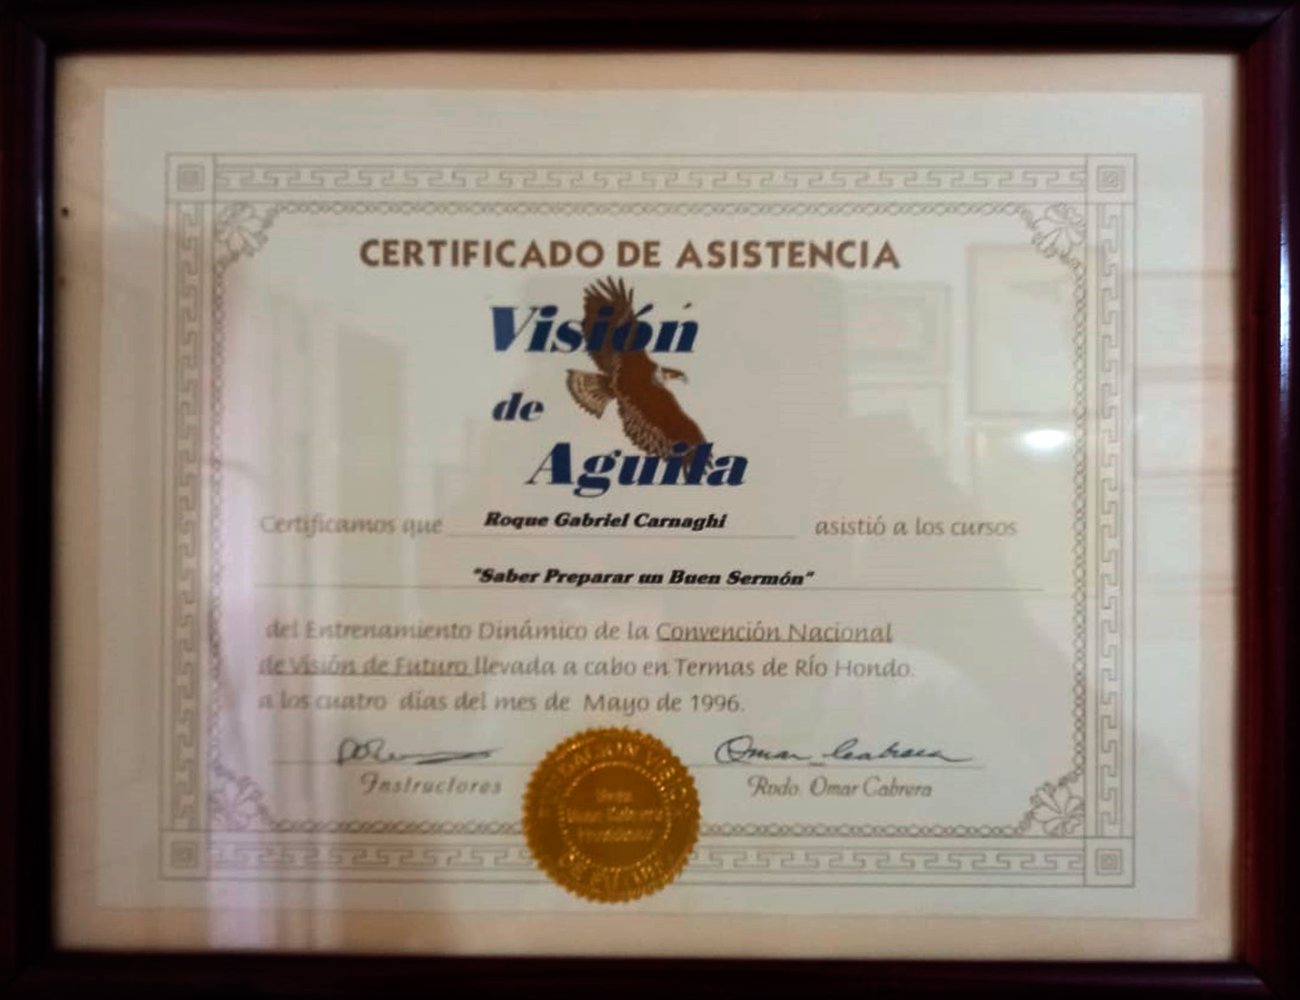 CERTIFICADO DE ASISTENCIA
Visión
de
Aguila
Certificamos que Roque Gabriel Carnaghi asistió a los cursos
"Saber Preparar un Buen Sermón"
del Entrenamiento Dinámico de la Convención Nacional
de Visión de Futuro llevada a cabo en Termas de Río Hondo.
a los cuatro días del mes de Mayo de 1996.
Omar Cabrera
Instructores
Rvdo. Omar Cabrera